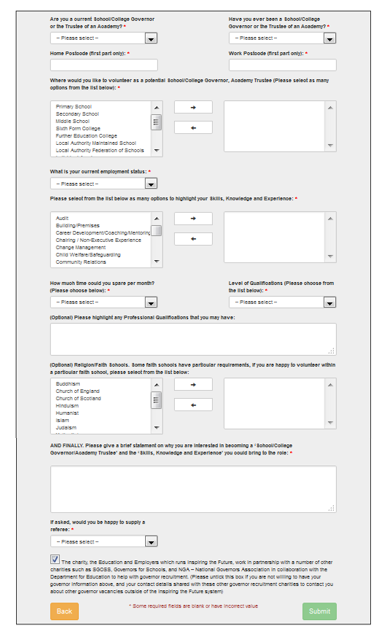 Are you a current School/College Governor
or the Trustee of an Academy? *
Have you ever been a School/College
Governor or the Trustee of an Academy? *
-- Please select --
-- Please select --
Home Postcode (first part only): *
Work Postcode (first part only): *
Where would you like to volunteer as a potential School/College Governor, Academy Trustee (Please select as many
options from the list below): *
Primary School
Secondary School
Middle School
Sixth Form College
Further Education College
Local Authority Maintained School
Local Authority Federation of Schools
What is your current employment status: *
-- Please select --
Please select from the list below as many options to highlight your Skills, Knowledge and Experience: *
Audit
Building/Premises
Career Development/Coaching/Mentoring
Chairing / Non-Executive Experience
Change Management
Child Welfare/Safeguarding
Community Relations
How much time could you spare per month?
(Please choose below): *
Level of Qualifications (Please choose from
the list below): *
-- Please select --
-- Please select --
(Optional) Please highlight any Professional Qualifications that you may have:
(Optional) Religion/Faith Schools. Some faith schools have particular requirements, if you are happy to volunteer within
a particular faith school, please select from the list below:
Buddhism
Church of England
Church of Scotland
Hinduism
Humanist
Islam
Judaism
AND FINALLY. Please give a brief statement on why you are interested in becoming a 'School/College
Governor/Academy Trustee' and the 'Skills, Knowledge and Experience' you could bring to the role: *
If asked, would you be happy to supply a
referee: *
-- Please select --
The charity, the Education and Employers which runs Inspiring the Future, work in partnership with a number of other
charities such as SGOSS, Governors for Schools, and NGA – National Governors Association in collaboration with the
Department for Education to help with governor recruitment. (Please untick this box if you are not willing to have your
governor information above, and your contact details shared with these other governor recruitment charities to contact you
about other governor vacancies outside of the Inspiring the Future system)
Back
* Some required fields are blank or have incorrect value
Submit